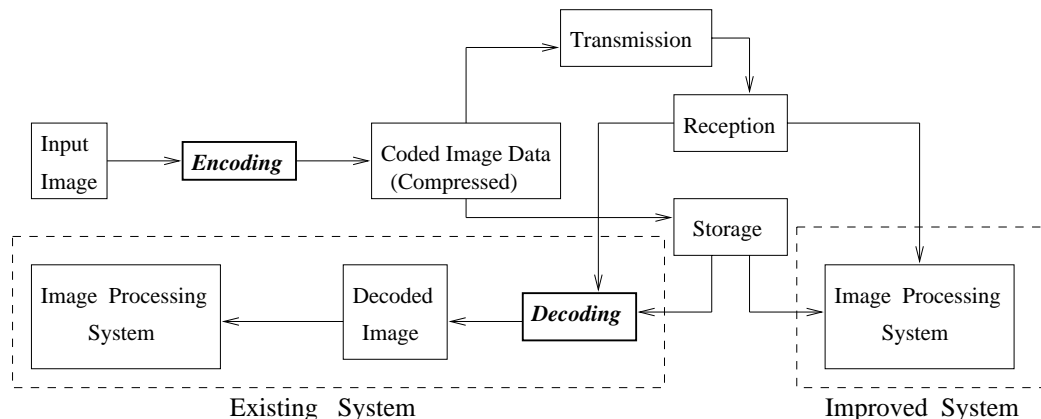 Transmission
Reception
Input
Image
Encoding
Coded Image Data
(Compressed)
Storage
Image Processing
System
Decoded
Image
Decoding
Image Processing
System
Existing System
Improved System